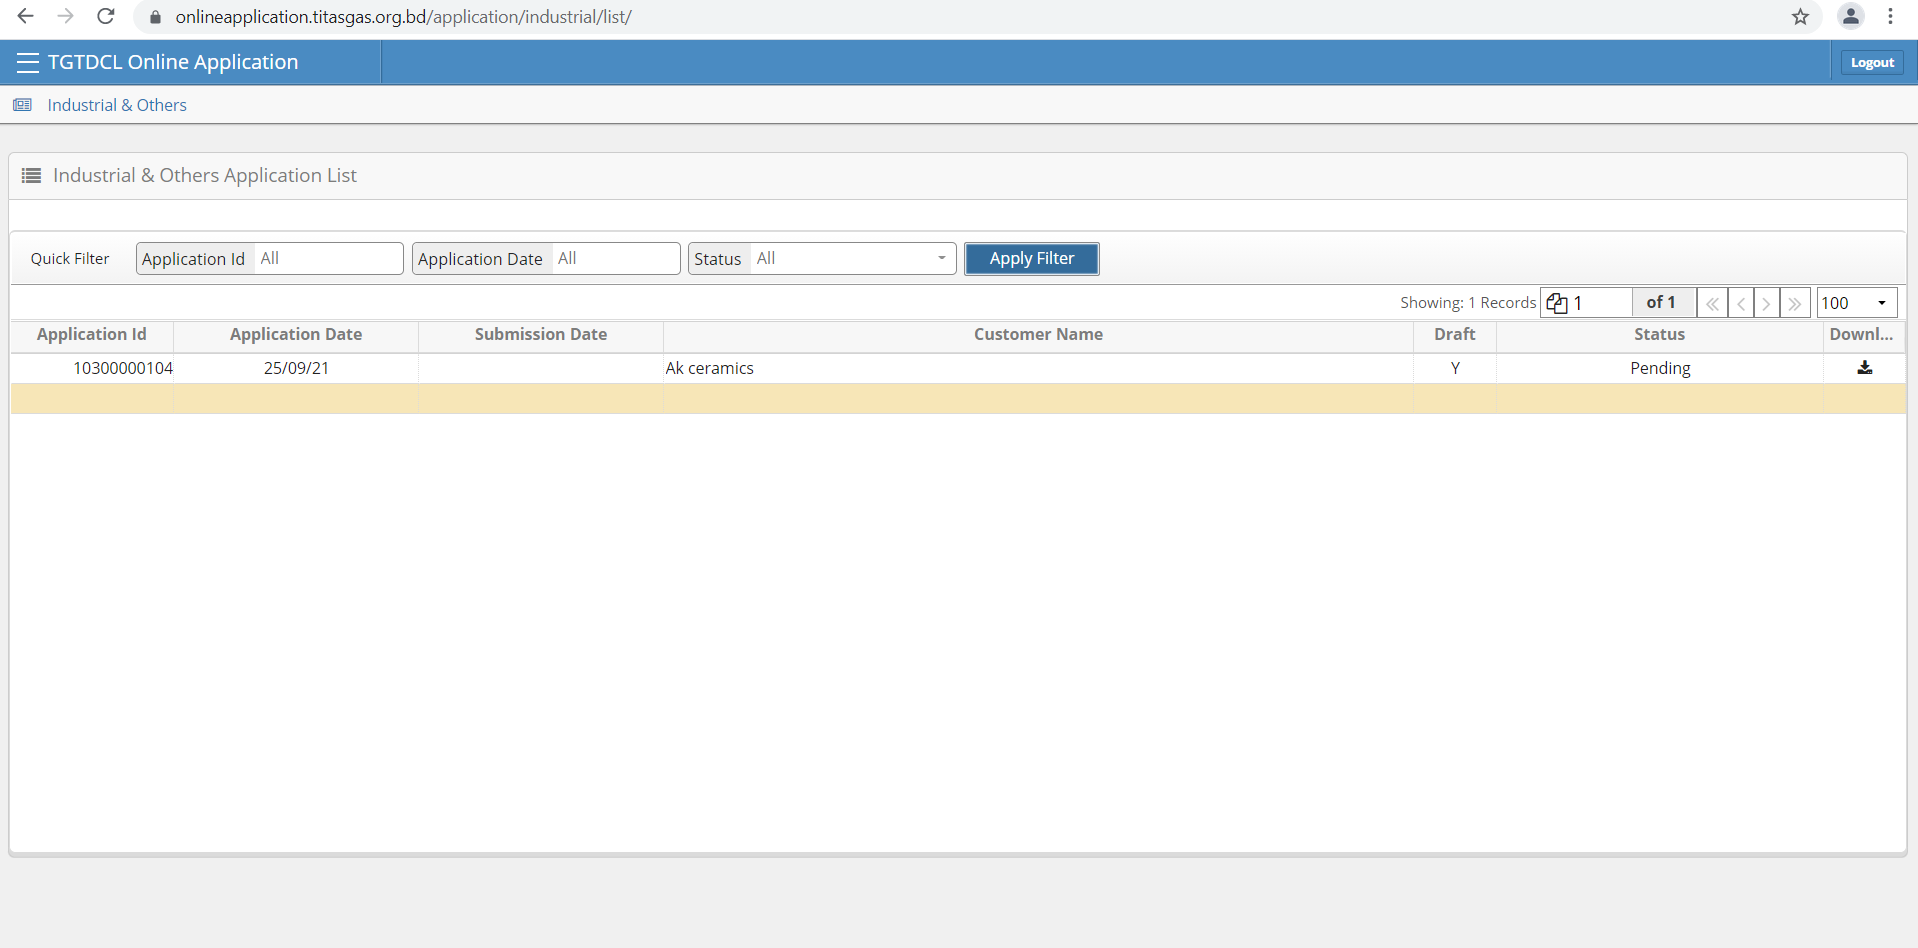 onlineapplication.titasgas.org.bd/application/industrial/list/
TGTDCL Online Application
Logout
Industrial & Others
Industrial & Others Application List
Quick Filter Application Id All Application Date All Status All Apply Filter
Showing: 1 Records 1 of 1 100
Application Id Application Date Submission Date Customer Name Draft Status Downl...
10300000104 25/09/21 Ak ceramics Y Pending